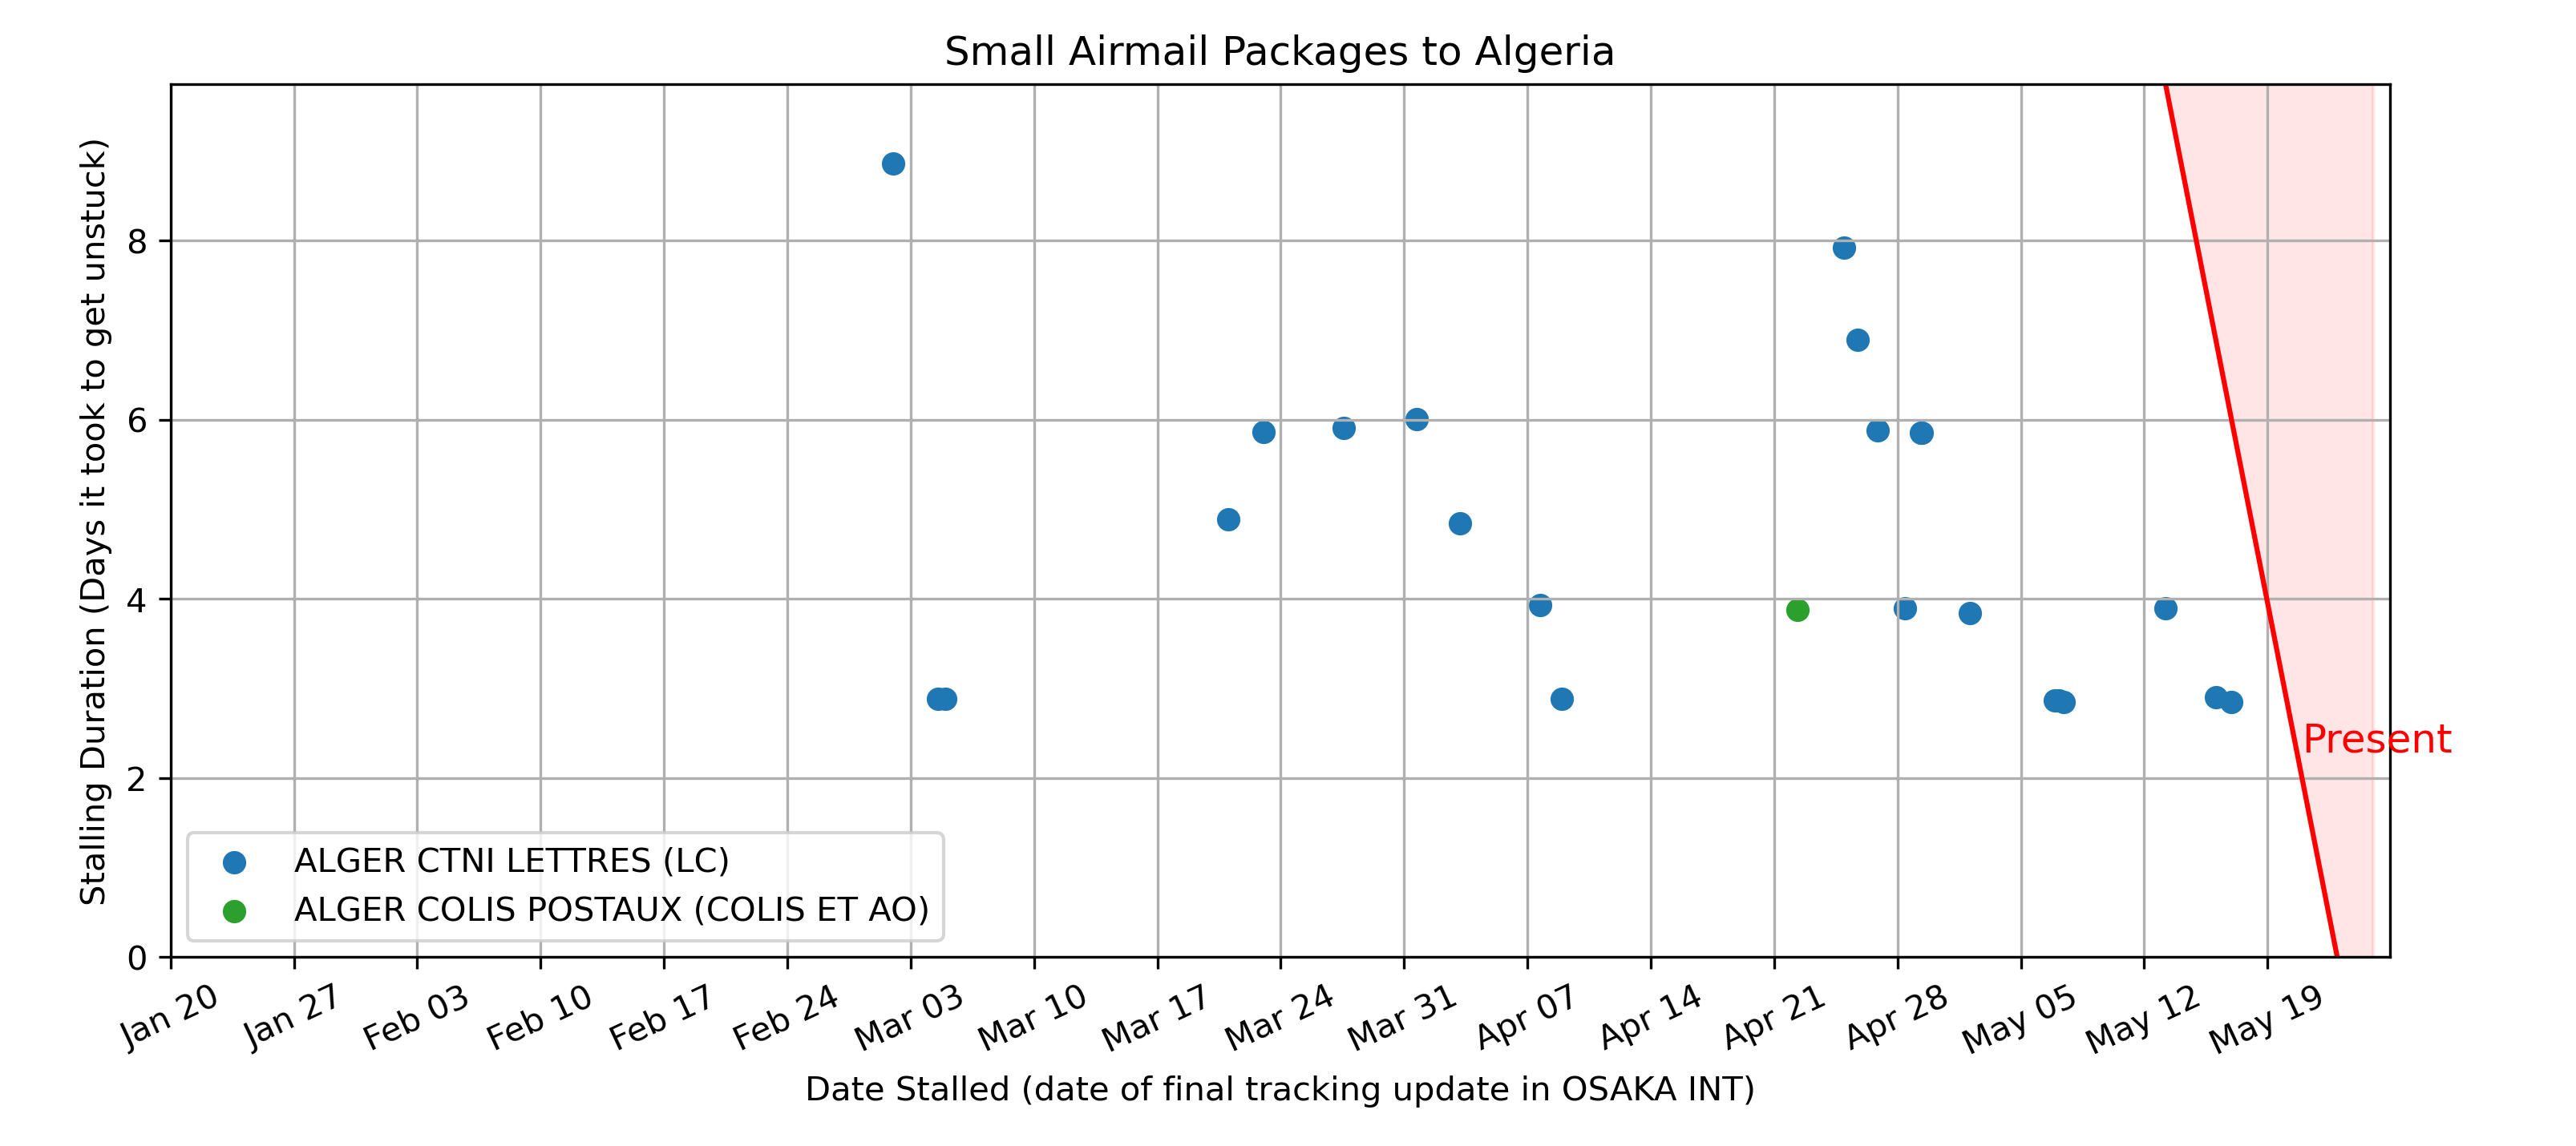 Small Airmail Packages to Algeria
Stalling Duration (Days it took to get unstuck)
8
6
4
2
0
Present
ALGER CTNI LETTRES (LC)
ALGER COLIS POSTAUX (COLIS ET AO)
Jan 20
Jan 27
Feb 03
Feb 10
Feb 17
Feb 24
Mar 03
Mar 10
Mar 17
Mar 24
Mar 31
Apr 07
Apr 14
Apr 21
Apr 28
May 05
May 12
May 19
Date Stalled (date of final tracking update in OSAKA INT)